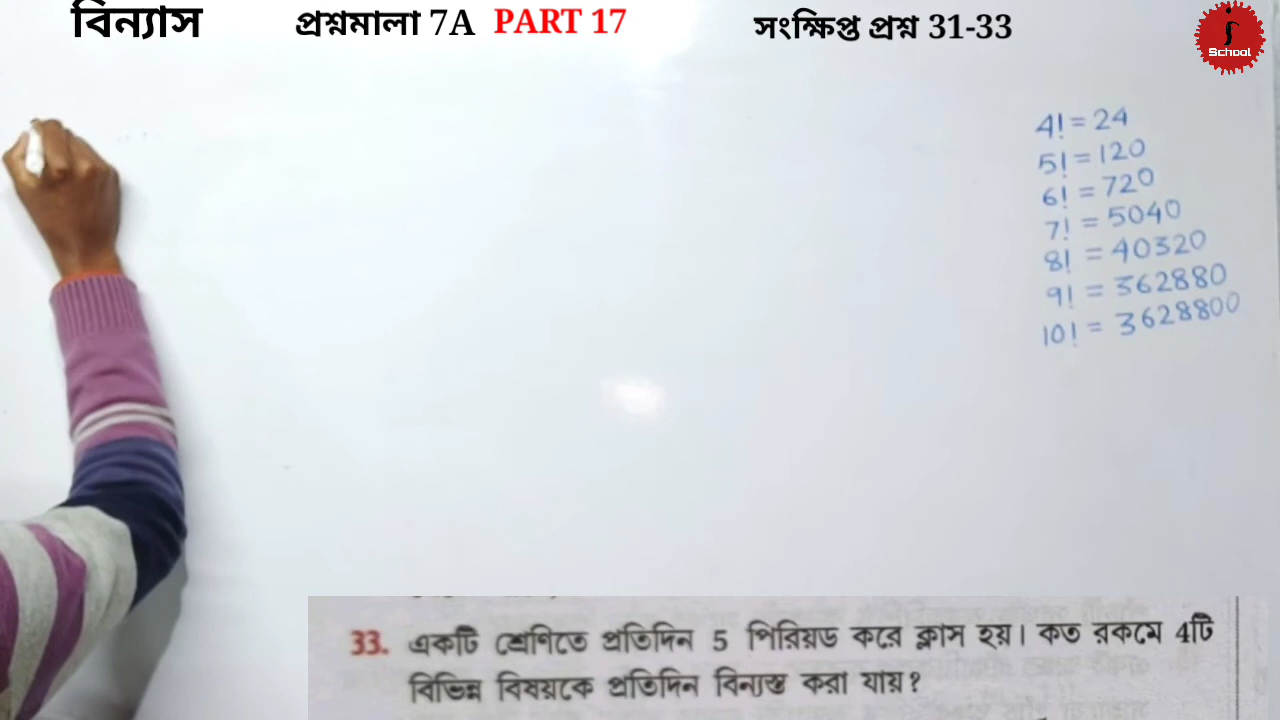 বিন্যাস প্রশ্নমালা 7A PART 17 সংক্ষিপ্ত প্রশ্ন 31-33
School
4! = 24
5! = 120
6! = 720
7! = 5040
8! = 40320
9! = 362880
10! = 3628800
33. একটি শ্রেণিতে প্রতিদিন 5 পিরিয়ড করে ক্লাস হয়। কত রকমে 4টি
বিভিন্ন বিষয়কে প্রতিদিন বিন্যস্ত করা যায়?